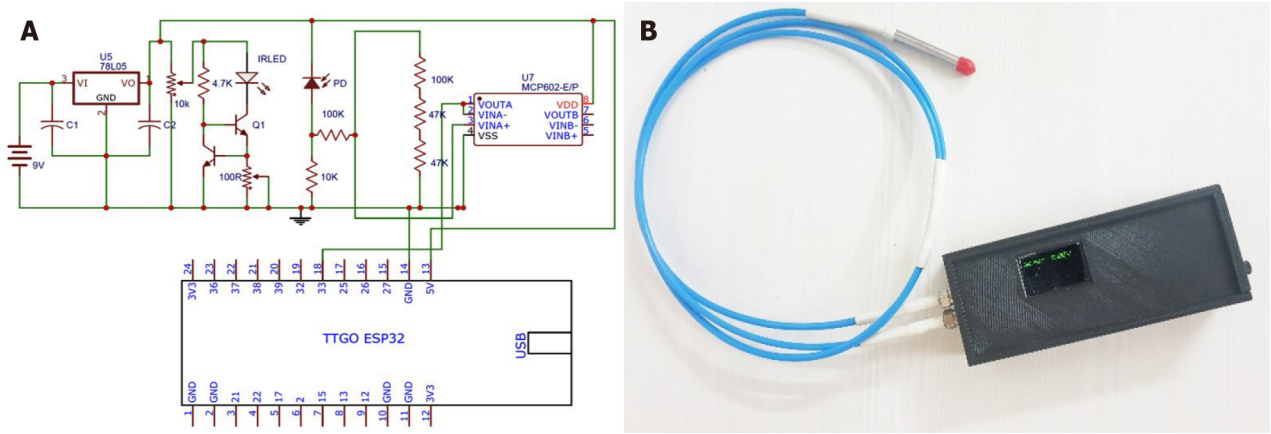 A
B
U5
78L05
3
VI
VO
1
GND
2
C1
C2
9V
10k
4.7K
IRLED
Q1
100R
PD
100K
10K
100K
47K
47K
U7
MCP602-E/P
1 VOUTA VDD 8
2 VINA- VOUTB 7
3 VINA+ VINB- 6
4 VSS VINB+ 5
24 23 22 21 20 19 18 17 16 15 14 13
3V3 36 37 38 39 32 33 25 26 27 GND 5V
TTGO ESP32
USB
GND GND 21 22 17 2 15 13 12 GND GND 3V3
1 2 3 4 5 6 7 8 9 10 11 12